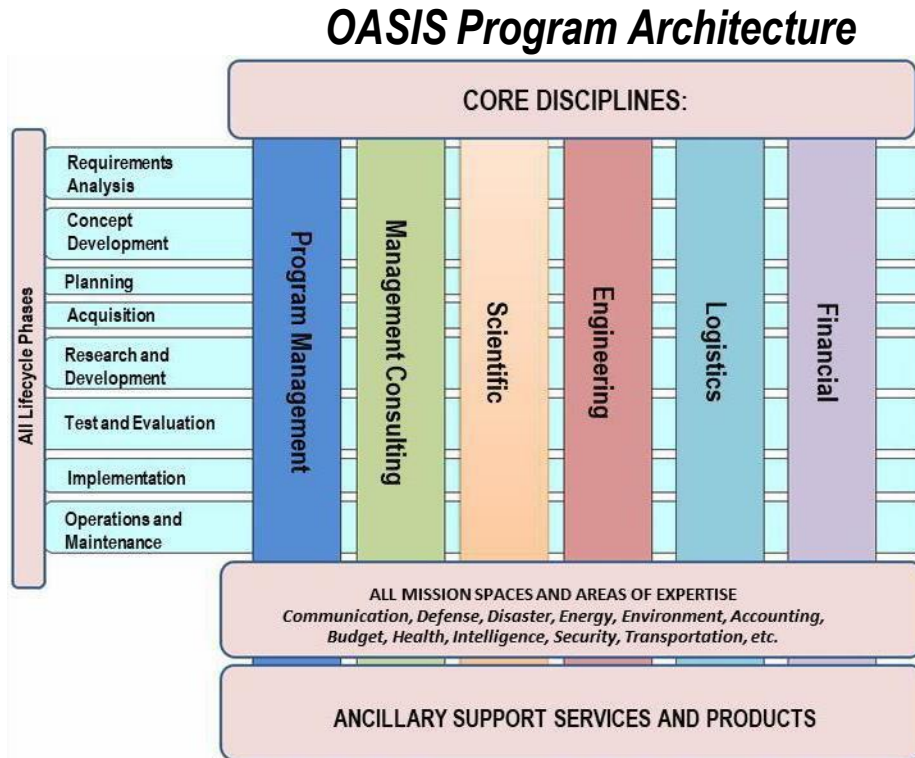 OASIS Program Architecture
CORE DISCIPLINES:
All Lifecycle Phases
Requirements
Analysis
Concept
Development
Planning
Acquisition
Research and
Development
Test and Evaluation
Implementation
Operations and
Maintenance
Program Management
Management Consulting
Scientific
Engineering
Logistics
Financial
ALL MISSION SPACES AND AREAS OF EXPERTISE
Communication, Defense, Disaster, Energy, Environment, Accounting,
Budget, Health, Intelligence, Security, Transportation, etc.
ANCILLARY SUPPORT SERVICES AND PRODUCTS